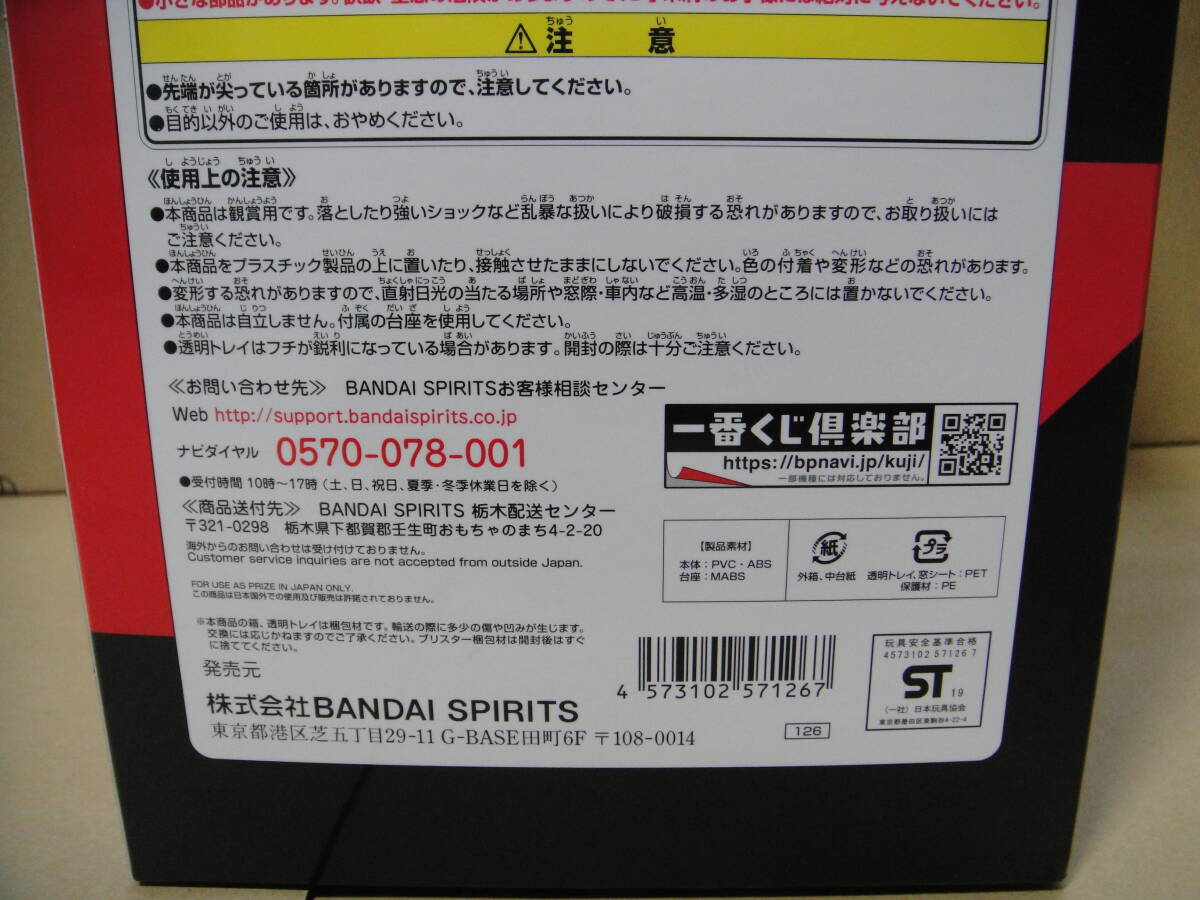 ⚠注 意
●先端が尖っている箇所がありますので、注意してください。
●目的以外のご使用は、おやめください。
《使用上の注意》
●本商品は観賞用です。落としたり強いショックなど乱暴な扱いにより破損する恐れがありますので、お取り扱いには
ご注意ください。
●本商品をプラスチック製品の上に置いたり、接触させたままにしないでください。色の付着や変形などの恐れがあります。
●変形する恐れがありますので、直射日光の当たる場所や窓際・車内など高温・多湿のところには置かないでください。
●本商品は自立しません。付属の台座を使用してください。
●透明トレイはフチが鋭利になっている場合があります。開封の際は十分ご注意ください。
≪お問い合わせ先≫ BANDAI SPIRITSお客様相談センター
Web http://support.bandaispirits.co.jp
ナビダイヤル 0570-078-001
●受付時間 10時～17時(土、日、祝日、夏季・冬季休業日を除く)
≪商品送付先≫ BANDAI SPIRITS 栃木配送センター
〒321-0298 栃木県下都賀郡壬生町おもちゃのまち4-2-20
海外からのお問い合わせは受け付けておりません。
Customer service inquiries are not accepted from outside Japan.
FOR USE AS PRIZE IN JAPAN ONLY.
この商品は日本国外での使用及び販売は許諾されておりません。
※本商品の箱、透明トレイは梱包材です。輸送の際に多少の傷や凹みが生じます。
交換には応じかねますのでご了承ください。ブリスター梱包材は開封後はすぐ
に捨ててください。
発売元
株式会社BANDAI SPIRITS
東京都港区芝五丁目29-11 G-BASE田町6F 〒108-0014
一番くじ倶楽部
https://bpnavi.jp/kuji/
一部機種には対応しておりません。
【製品素材】
本体：PVC・ABS
台座：MABS
紙
外箱、中台紙
プラ
透明トレイ、窓シート：PET
保護材：PE
4 573102 571267
126
玩具安全基準合格
4573102 57126 7
ST 19
(一社)日本玩具協会
東京都墨田区東駒形4-22-4